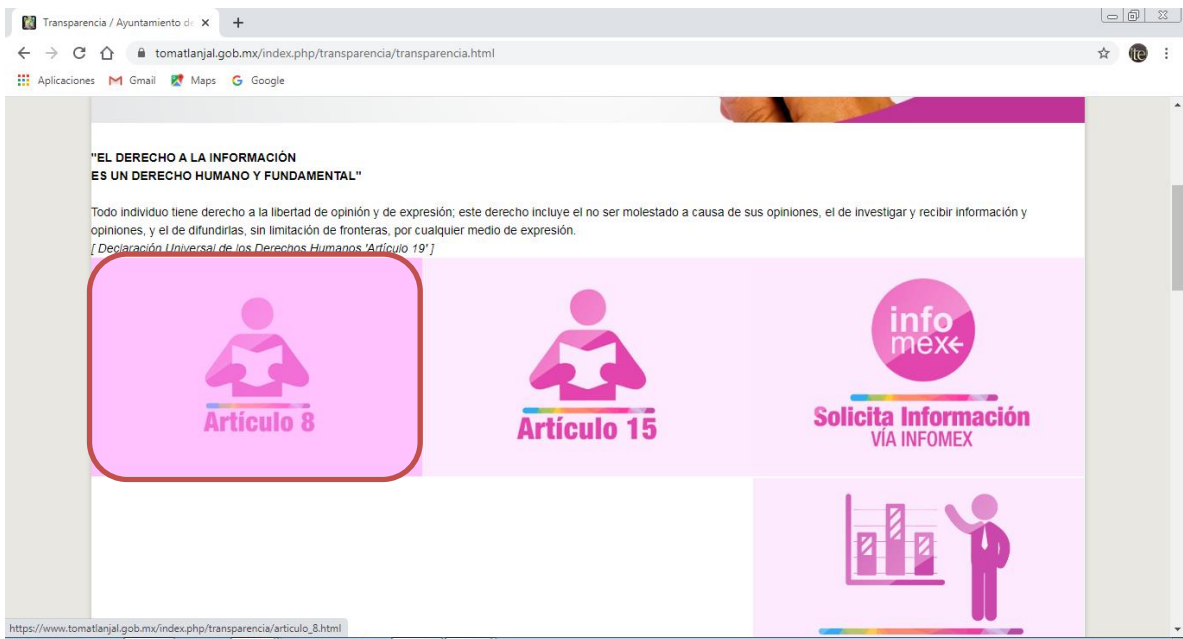 Transparencia / Ayuntamiento de
tomatlanjal.gob.mx/index.php/transparencia/transparencia.html
Aplicaciones Gmail Maps Google
"EL DERECHO A LA INFORMACIÓN
ES UN DERECHO HUMANO Y FUNDAMENTAL"
Todo individuo tiene derecho a la libertad de opinión y de expresión; este derecho incluye el no ser molestado a causa de sus opiniones, el de investigar y recibir información y
opiniones, y el de difundirlas, sin limitación de fronteras, por cualquier medio de expresión.
[ Declaración Universal de los Derechos Humanos 'Artículo 19' ]
Artículo 8
Artículo 15
info
mex
Solicita Información
VÍA INFOMEX
https://www.tomatlanjal.gob.mx/index.php/transparencia/articulo_8.html